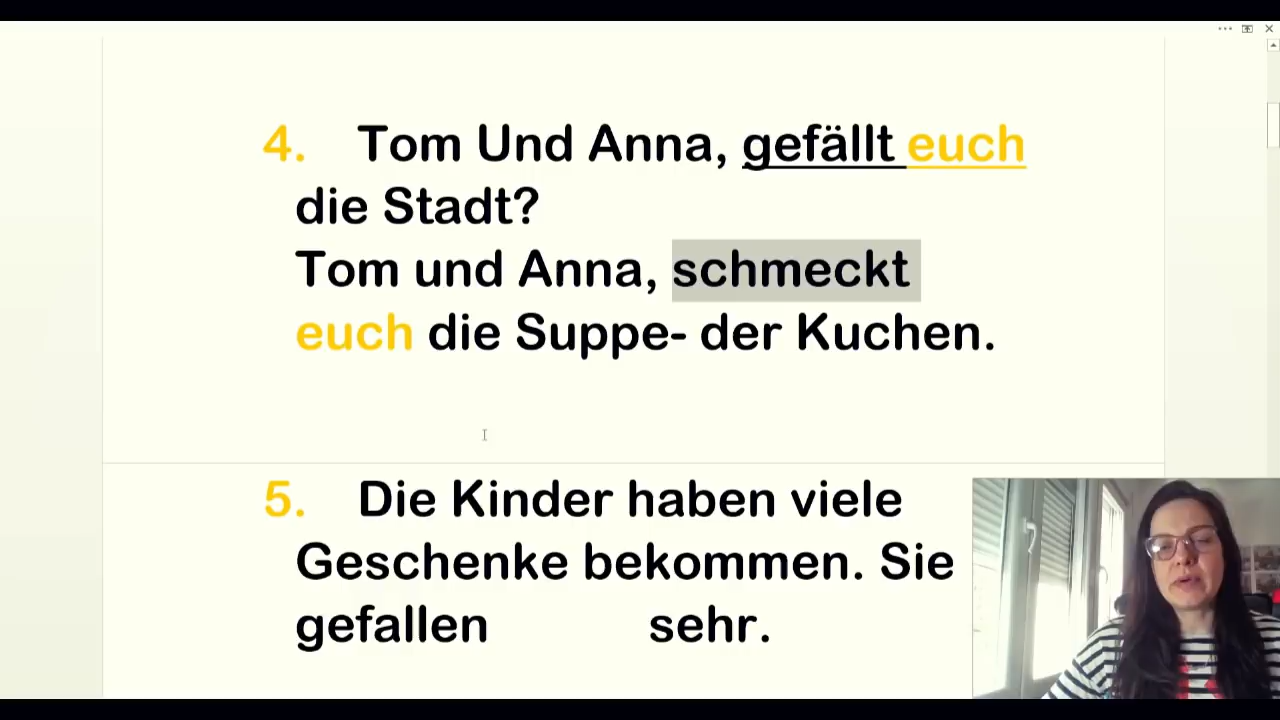 4. Tom Und Anna, gefällt euch
die Stadt?
Tom und Anna, schmeckt
euch die Suppe- der Kuchen.
5. Die Kinder haben viele
Geschenke bekommen. Sie
gefallen sehr.